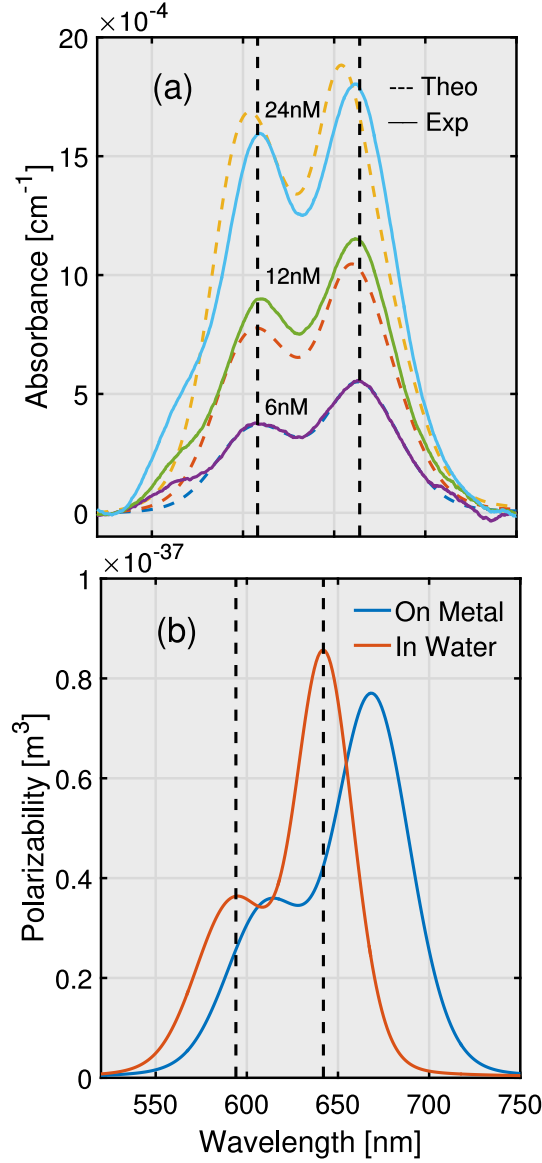 ×10⁻⁴
20
(a)
24nM
--- Theo
— Exp
15
Absorbance [cm⁻¹]
10
12nM
5
6nM
0
×10⁻³⁷
1
(b)
On Metal
In Water
0.8
Polarizability [m³]
0.6
0.4
0.2
0
550 600 650 700 750
Wavelength [nm]